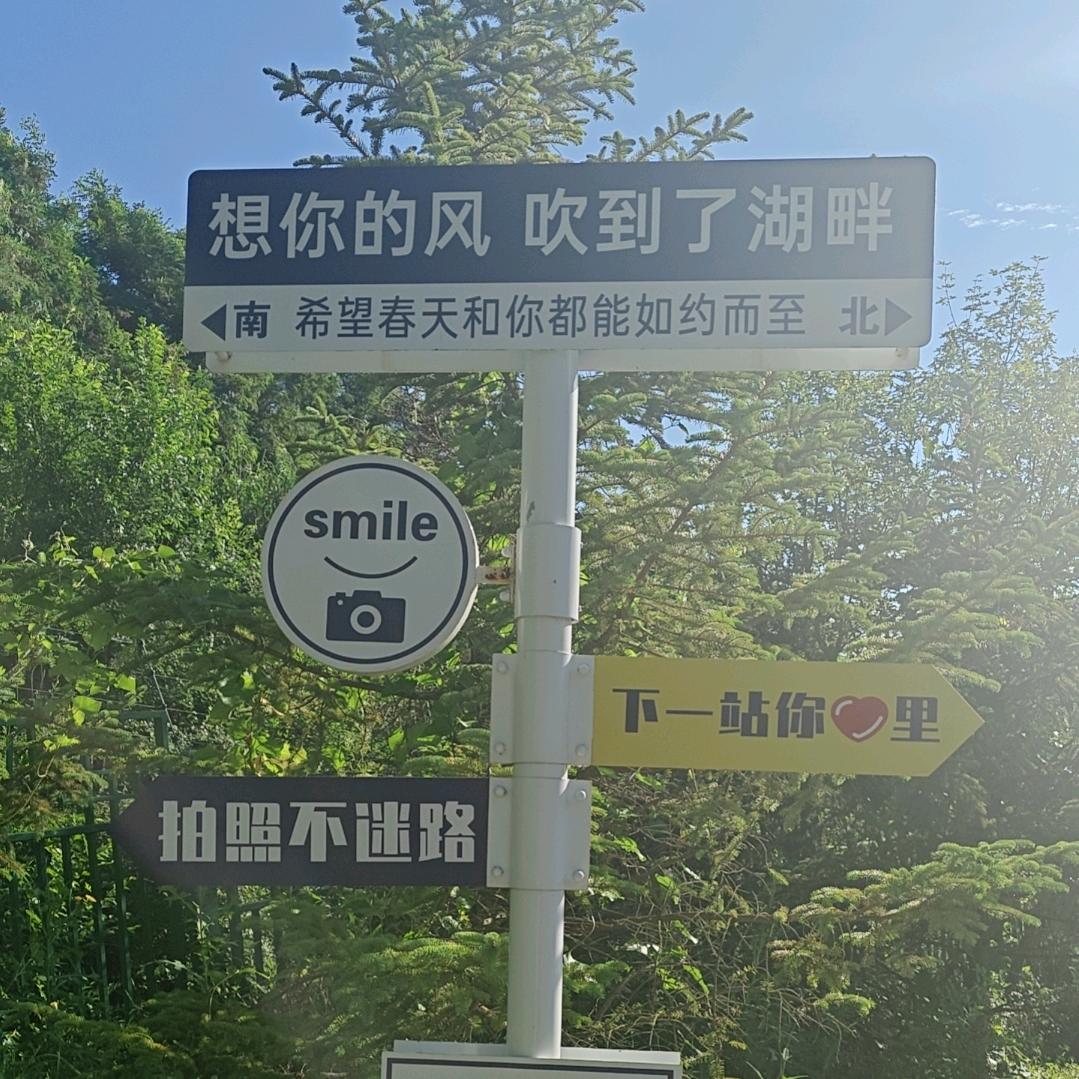 想你的风 吹到了湖畔
南 希望春天和你都能如约而至 北
smile
下一站你❤里
拍照不迷路